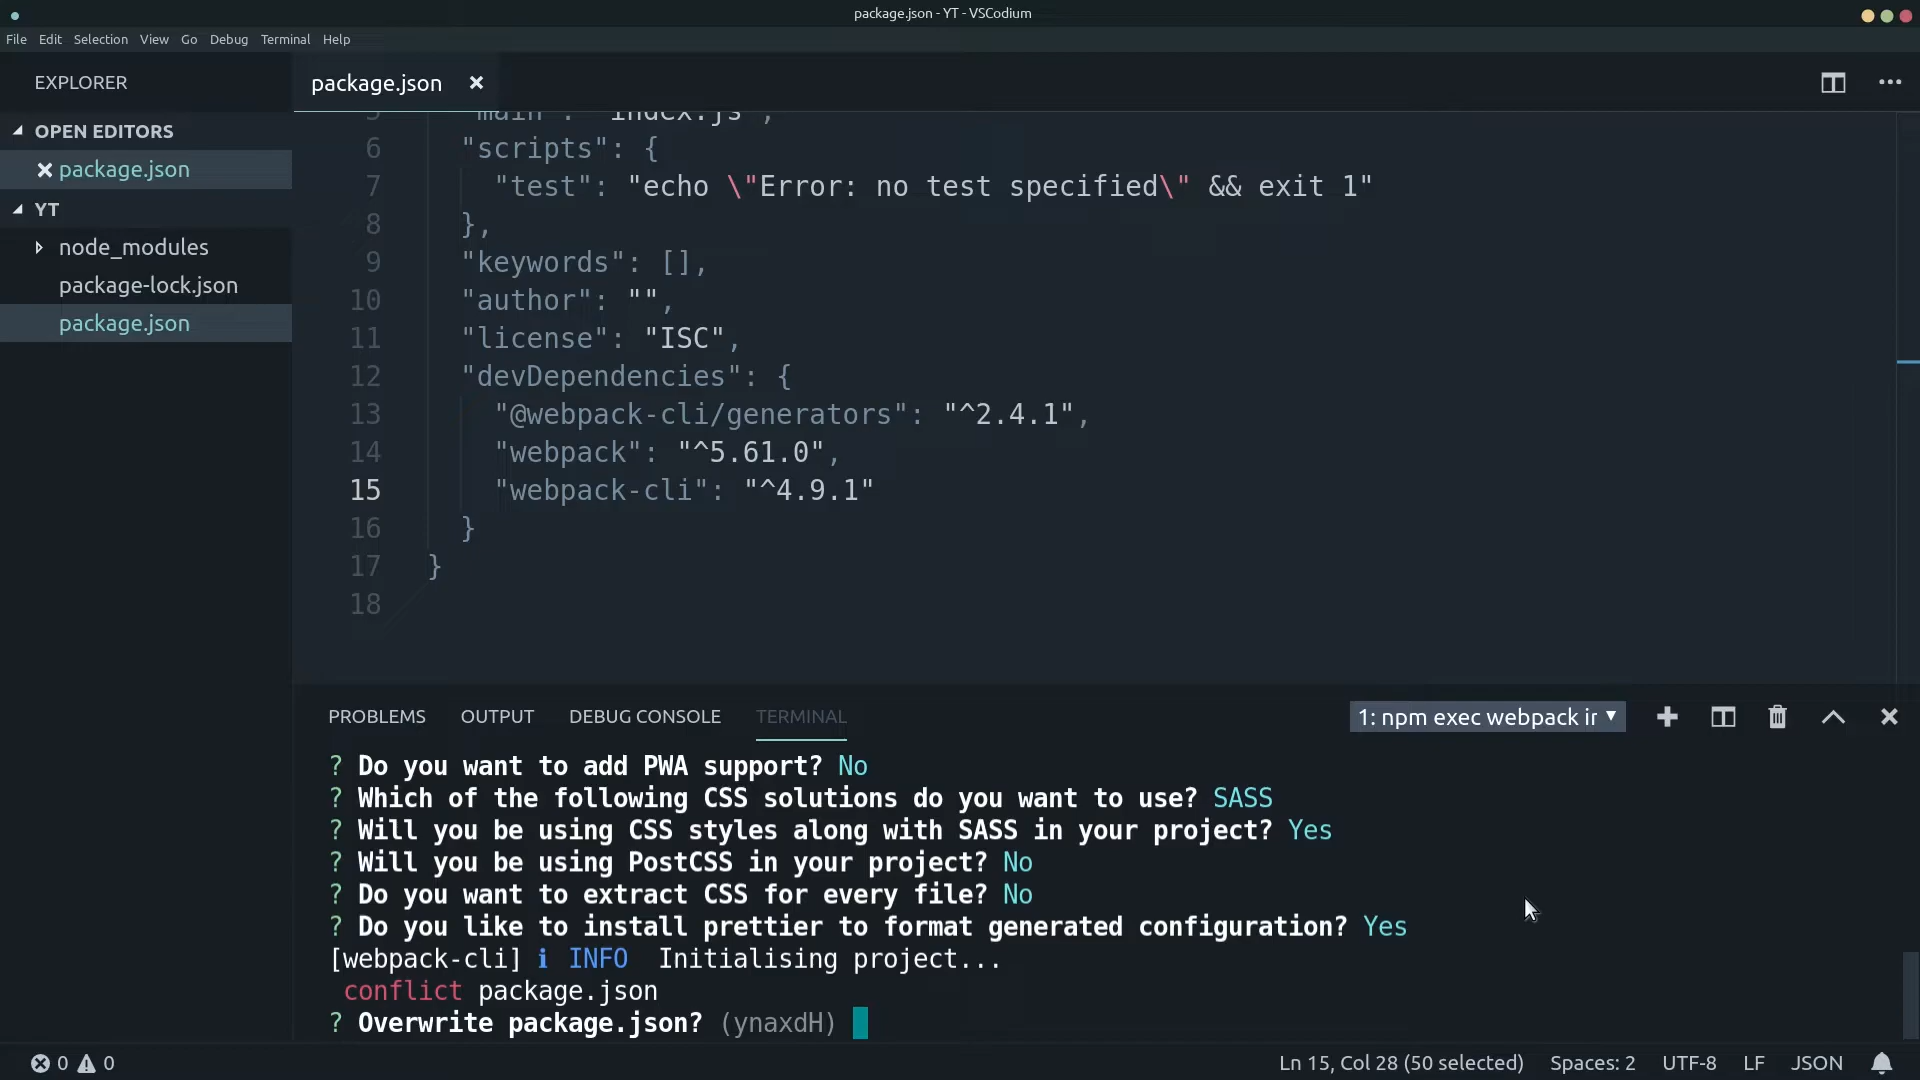 package.json - YT - VSCodium
File Edit Selection View Go Debug Terminal Help
EXPLORER
OPEN EDITORS
package.json
YT
node_modules
package-lock.json
package.json
package.json
5 "main": "index.js",
6 "scripts": {
7 "test": "echo \"Error: no test specified\" && exit 1"
8 },
9 "keywords": [],
10 "author": "",
11 "license": "ISC",
12 "devDependencies": {
13 "@webpack-cli/generators": "^2.4.1",
14 "webpack": "^5.61.0",
15 "webpack-cli": "^4.9.1"
16 }
17 }
18
PROBLEMS OUTPUT DEBUG CONSOLE TERMINAL 1: npm exec webpack ir
? Do you want to add PWA support? No
? Which of the following CSS solutions do you want to use? SASS
? Will you be using CSS styles along with SASS in your project? Yes
? Will you be using PostCSS in your project? No
? Do you want to extract CSS for every file? No
? Do you like to install prettier to format generated configuration? Yes
[webpack-cli] ℹ INFO Initialising project...
conflict package.json
? Overwrite package.json? (ynaxdH)
0 0 Ln 15, Col 28 (50 selected) Spaces: 2 UTF-8 LF JSON